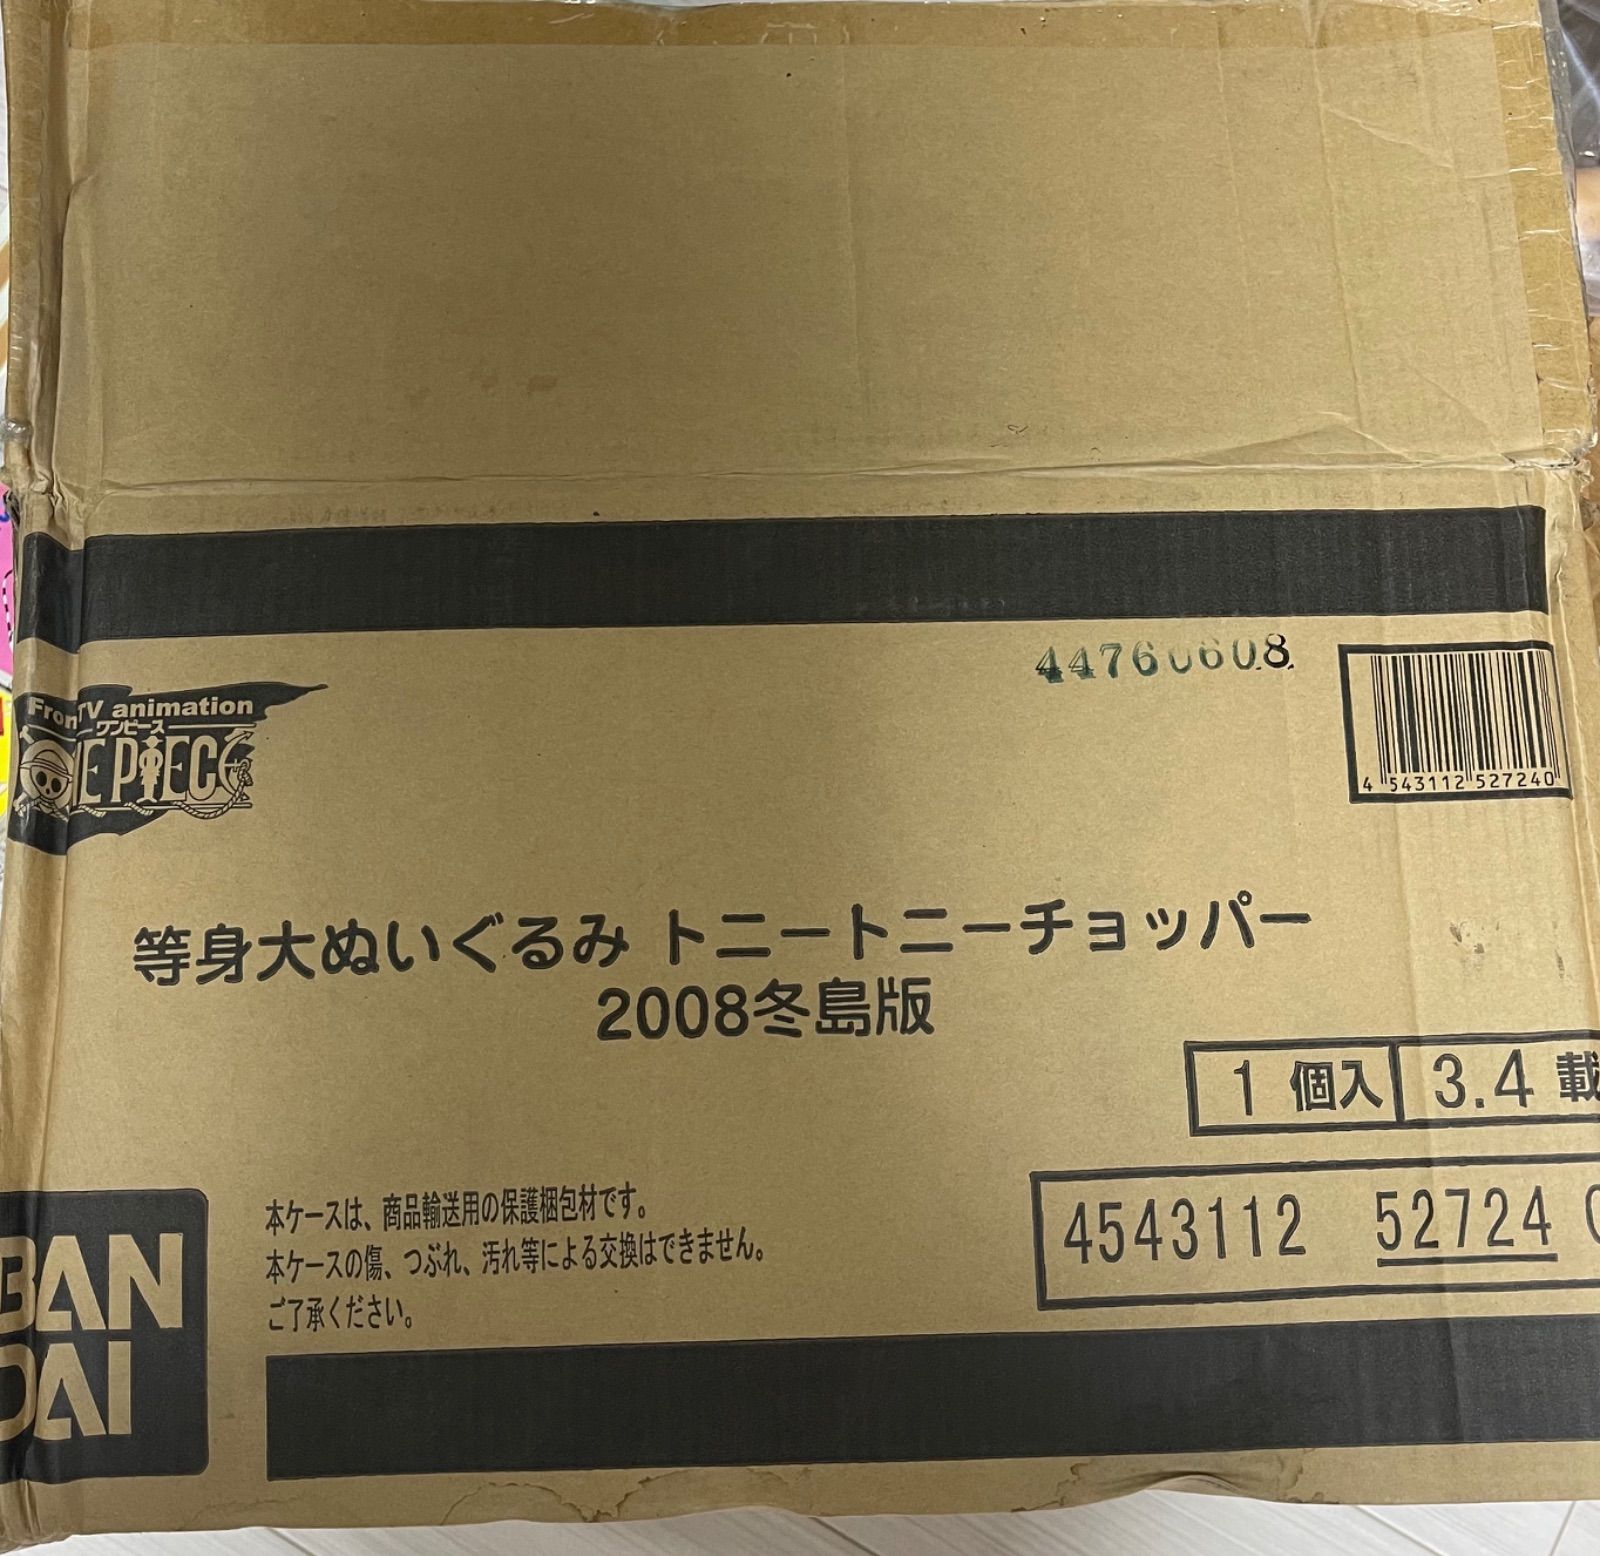 44760608
From TV animation
ワンピース
ONE PIECE
4 543112 527240
等身大ぬいぐるみ トニートニーチョッパー
2008冬島版
1 個入 3.4 載
4543112 52724 0
本ケースは、商品輸送用の保護梱包材です。
本ケースの傷、つぶれ、汚れ等による交換はできません。
ご了承ください。
BAN
DAI